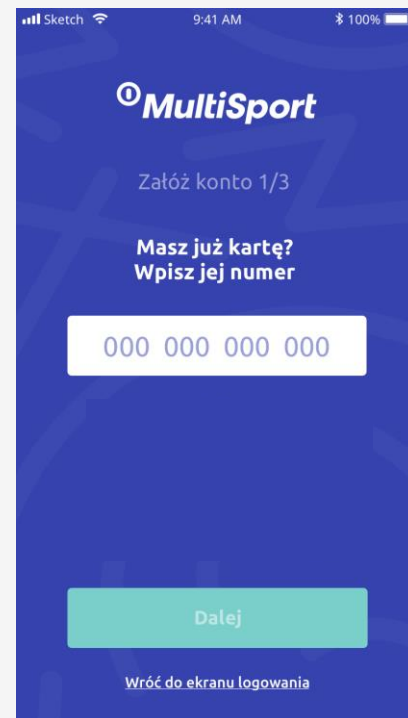 Sketch 9:41 AM 100%
MultiSport
Załóż konto 1/3
Masz już kartę?
Wpisz jej numer
000 000 000 000
Dalej
Wróć do ekranu logowania